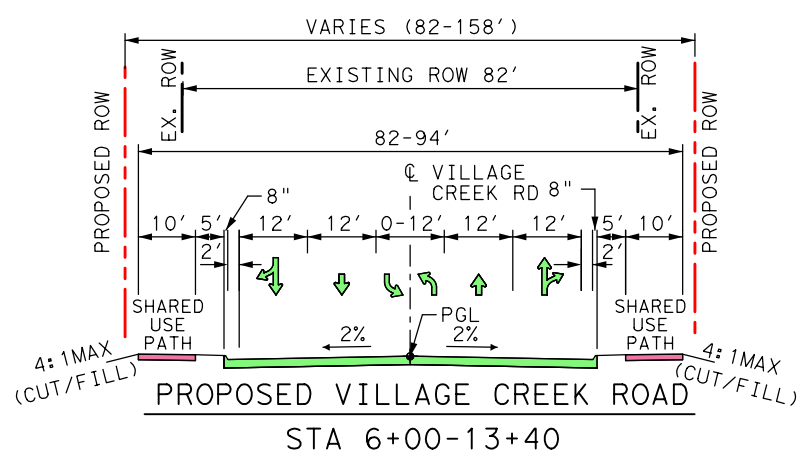 VARIES (82-158')
EXISTING ROW 82'
EX. ROW
EX. ROW
PROPOSED ROW
PROPOSED ROW
82-94'
℄ VILLAGE
CREEK RD
8"
8"
10' 5' 12' 12' 0-12' 12' 12' 5' 10'
2'
2'
SHARED
USE
PATH
SHARED
USE
PATH
PGL
2%
2%
4:1MAX
(CUT/FILL)
4:1MAX
(CUT/FILL)
PROPOSED VILLAGE CREEK ROAD
STA 6+00-13+40